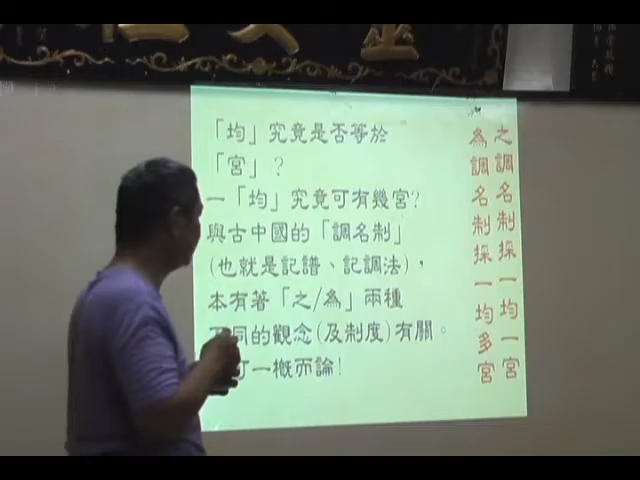 「均」究竟是否等於
「宮」?
一「均」究竟可有幾宮?
與古中國的「調名制」
(也就是記譜、記調法),
本有著「之/為」兩種
同的觀念(及制度)有關。
一概而論!
之調名制採一均一宮
為調名制採一均多宮